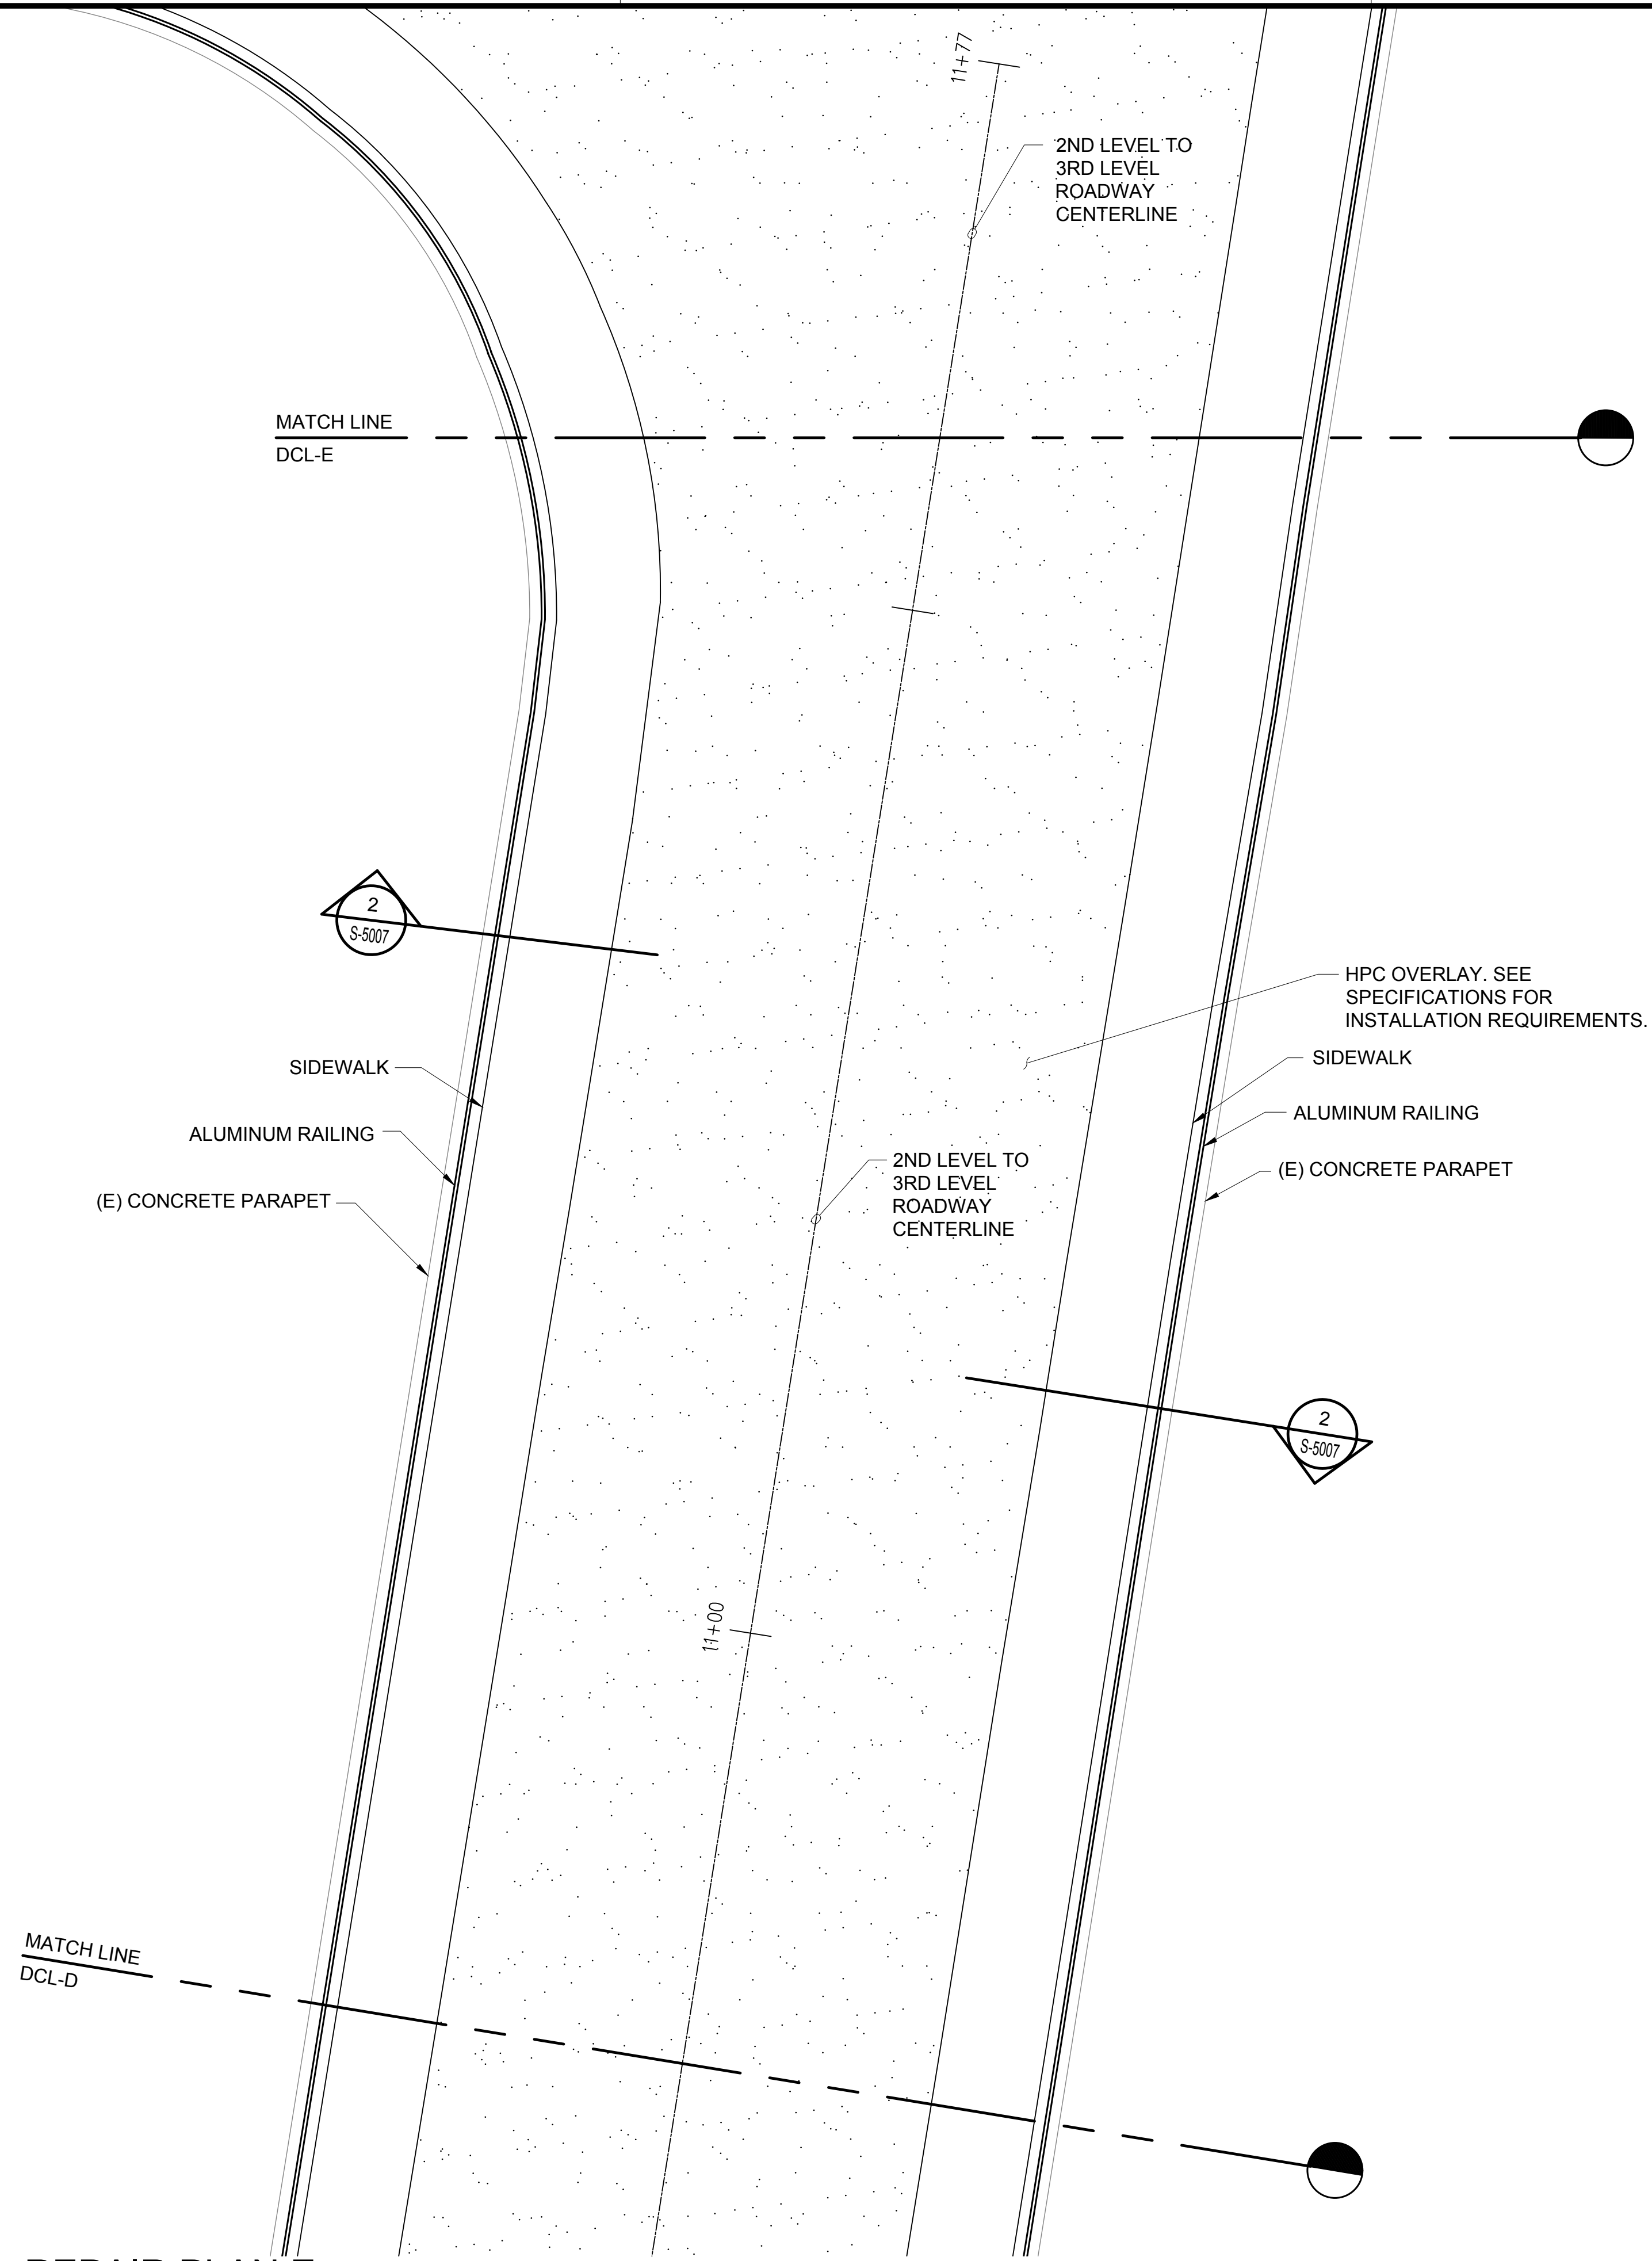 11+77
2ND LEVEL TO
3RD LEVEL
ROADWAY
CENTERLINE
MATCH LINE
DCL-E
2
S-5007
HPC OVERLAY. SEE
SPECIFICATIONS FOR
INSTALLATION REQUIREMENTS.
SIDEWALK
SIDEWALK
ALUMINUM RAILING
ALUMINUM RAILING
2ND LEVEL TO
3RD LEVEL
ROADWAY
CENTERLINE
(E) CONCRETE PARAPET
(E) CONCRETE PARAPET
2
S-5007
11+00
MATCH LINE
DCL-D